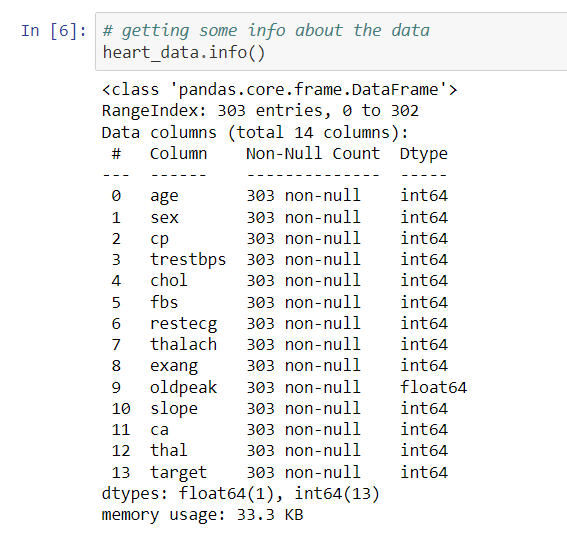 In [6]: # getting some info about the data
heart_data.info()
<class 'pandas.core.frame.DataFrame'>
RangeIndex: 303 entries, 0 to 302
Data columns (total 14 columns):
 #   Column    Non-Null Count  Dtype
---  ------    --------------  -----
 0   age       303 non-null    int64
 1   sex       303 non-null    int64
 2   cp        303 non-null    int64
 3   trestbps  303 non-null    int64
 4   chol      303 non-null    int64
 5   fbs       303 non-null    int64
 6   restecg   303 non-null    int64
 7   thalach   303 non-null    int64
 8   exang     303 non-null    int64
 9   oldpeak   303 non-null    float64
 10  slope     303 non-null    int64
 11  ca        303 non-null    int64
 12  thal      303 non-null    int64
 13  target    303 non-null    int64
dtypes: float64(1), int64(13)
memory usage: 33.3 KB